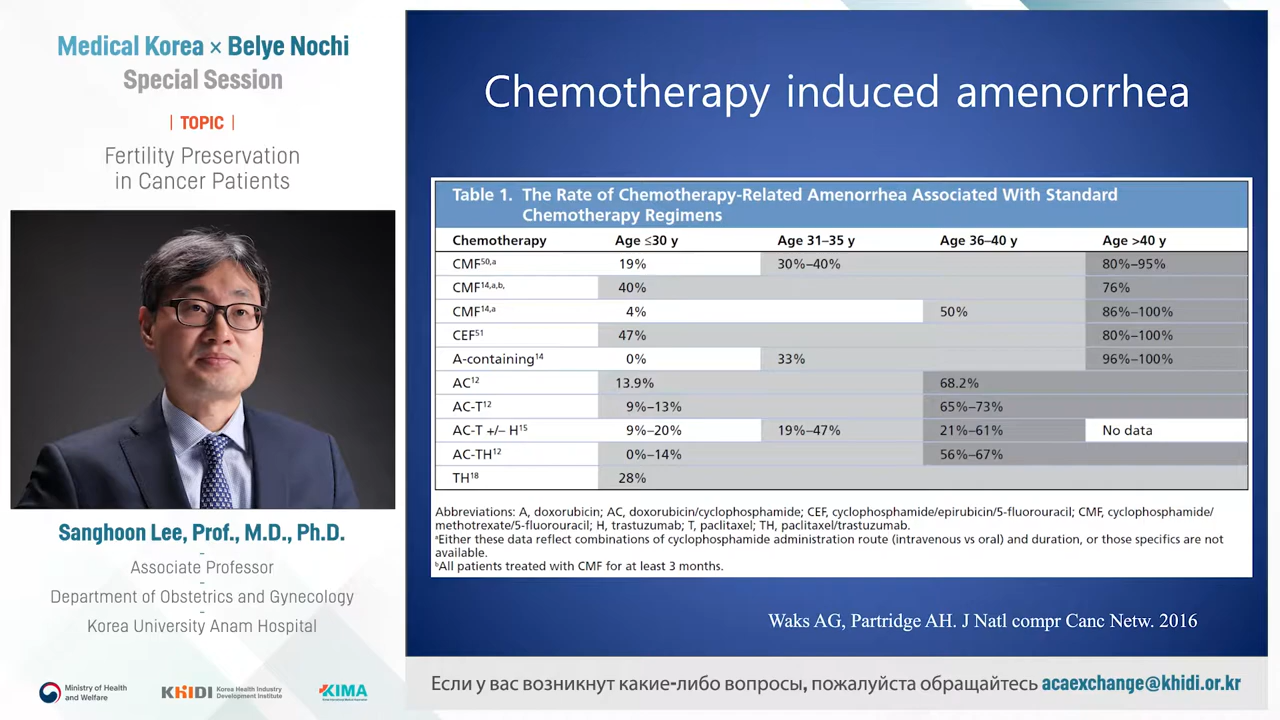 Medical Korea × Belye Nochi
Special Session
| TOPIC |
Fertility Preservation
in Cancer Patients
Sanghoon Lee, Prof., M.D., Ph.D.
-
Associate Professor
-
Department of Obstetrics and Gynecology
-
Korea University Anam Hospital
Ministry of Health
and Welfare
KHIDI Korea Health Industry
Development Institute
KIMA
Chemotherapy induced amenorrhea
Table 1. The Rate of Chemotherapy-Related Amenorrhea Associated With Standard
Chemotherapy Regimens
Chemotherapy Age ≤30 y Age 31–35 y Age 36–40 y Age >40 y
CMF50,a 19% 30%–40% 80%–95%
CMF14,a,b, 40% 76%
CMF14,a 4% 50% 86%–100%
CEF51 47% 80%–100%
A-containing14 0% 33% 96%–100%
AC12 13.9% 68.2%
AC-T12 9%–13% 65%–73%
AC-T +/– H15 9%–20% 19%–47% 21%–61% No data
AC-TH12 0%–14% 56%–67%
TH18 28%
Abbreviations: A, doxorubicin; AC, doxorubicin/cyclophosphamide; CEF, cyclophosphamide/epirubicin/5-fluorouracil; CMF, cyclophosphamide/
methotrexate/5-fluorouracil; H, trastuzumab; T, paclitaxel; TH, paclitaxel/trastuzumab.
aEither these data reflect combinations of cyclophosphamide administration route (intravenous vs oral) and duration, or those specifics are not
available.
bAll patients treated with CMF for at least 3 months.
Waks AG, Partridge AH. J Natl compr Canc Netw. 2016
Если у вас возникнут какие-либо вопросы, пожалуйста обращайтесь acaexchange@khidi.or.kr